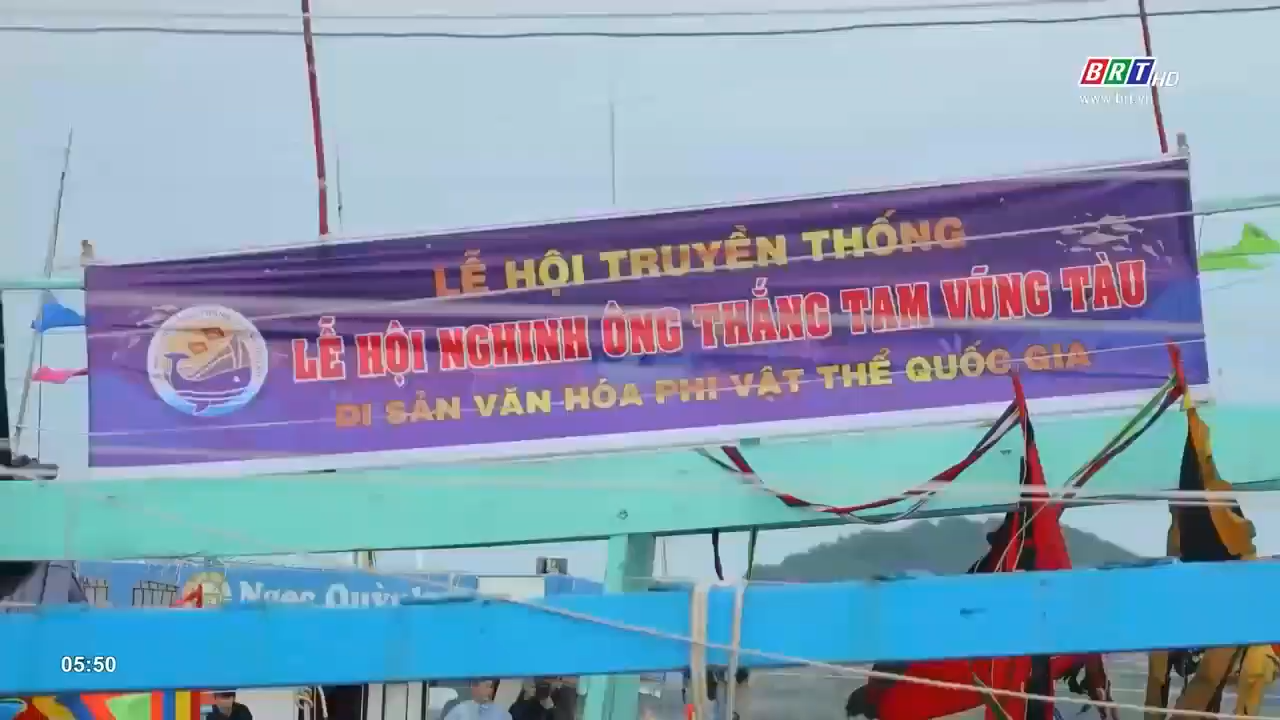 BRT HD
www.brt.vn
LỄ HỘI TRUYỀN THỐNG
LỄ HỘI NGHINH ÔNG THẮNG TAM VŨNG TÀU
DI SẢN VĂN HÓA PHI VẬT THỂ QUỐC GIA
Ngọc
05:50